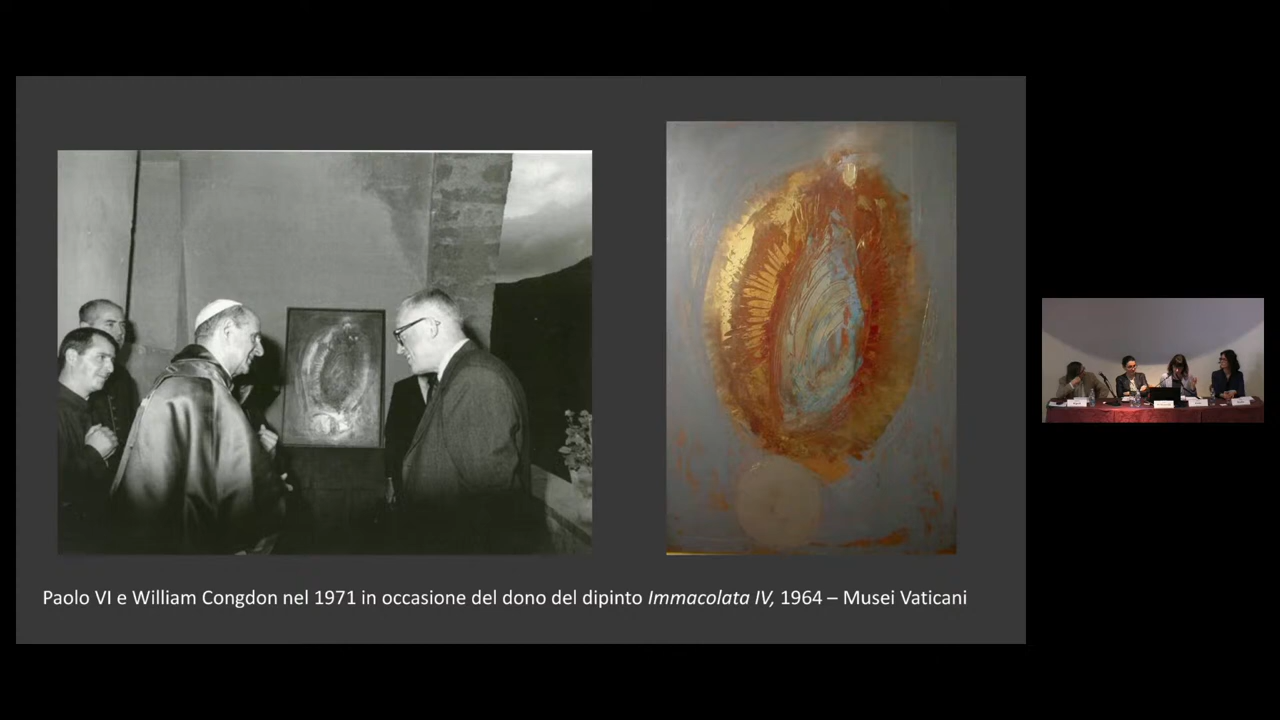 Paolo VI e William Congdon nel 1971 in occasione del dono del dipinto Immacolata IV, 1964 – Musei Vaticani